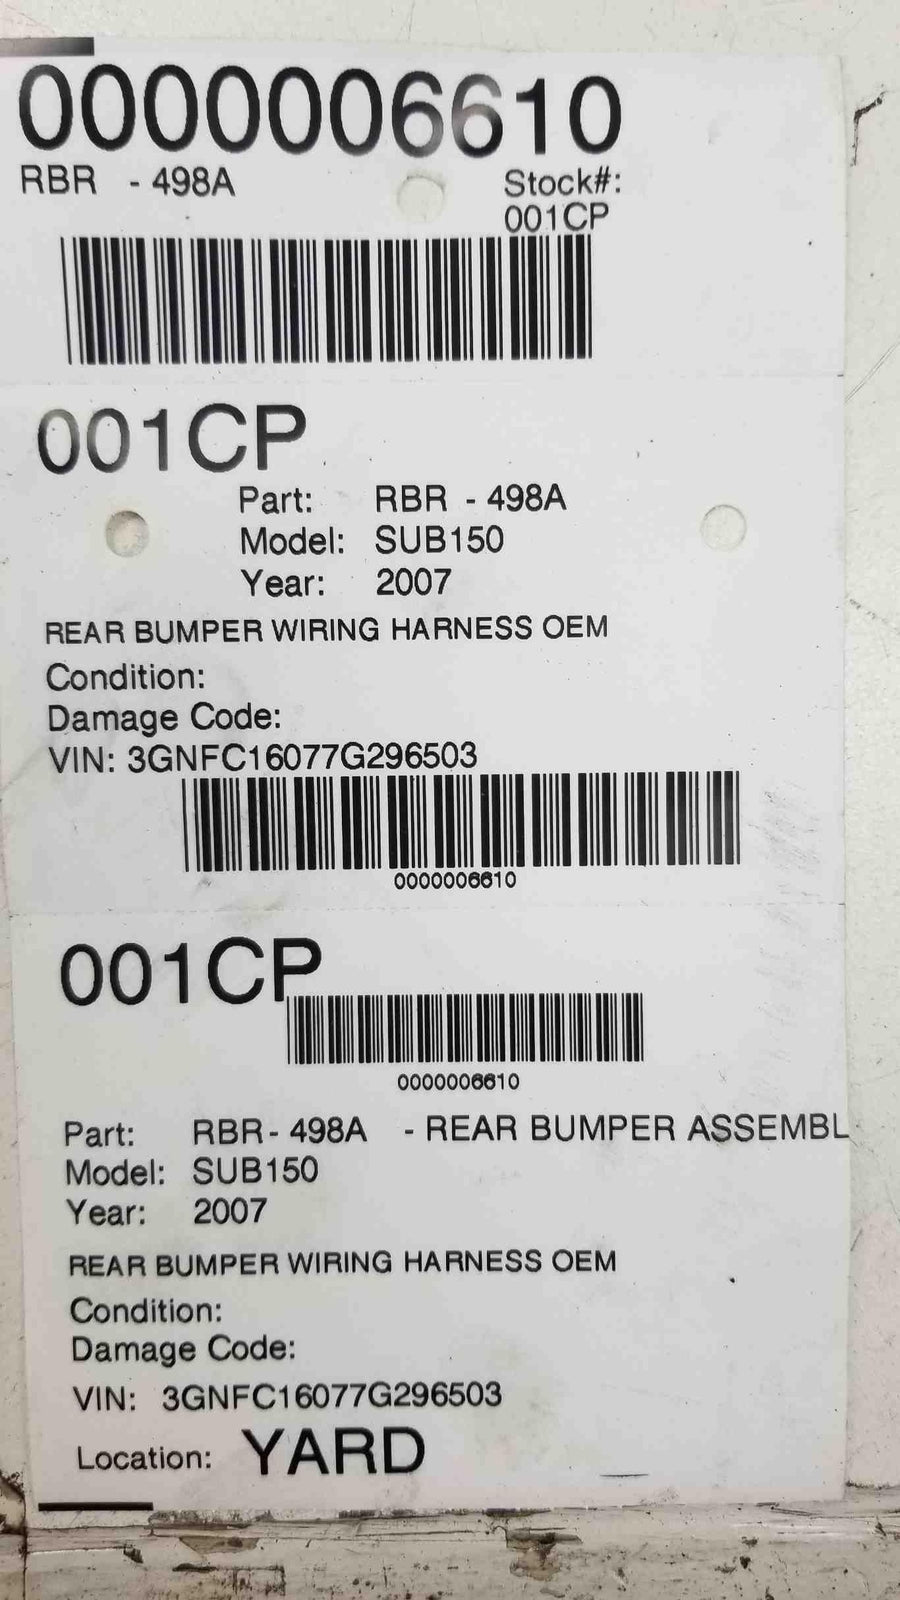 0000006610
RBR - 498A
Stock#:
001CP
001CP
Part: RBR - 498A
Model: SUB150
Year: 2007
REAR BUMPER WIRING HARNESS OEM
Condition:
Damage Code:
VIN: 3GNFC16077G296503
0000006610
001CP
0000006610
Part: RBR- 498A - REAR BUMPER ASSEMBL
Model: SUB150
Year: 2007
REAR BUMPER WIRING HARNESS OEM
Condition:
Damage Code:
VIN: 3GNFC16077G296503
Location: YARD